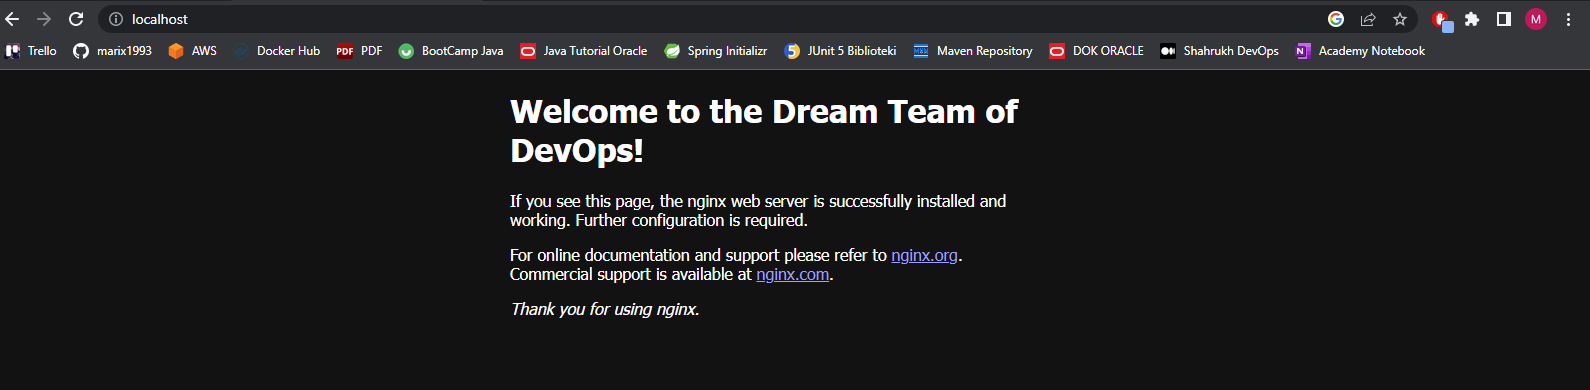 localhost
M
Trello
marix1993
AWS
Docker Hub
PDF PDF
BootCamp Java
Java Tutorial Oracle
Spring Initializr
5 JUnit 5 Biblioteki
Maven Repository
DOK ORACLE
Shahrukh DevOps
N Academy Notebook
Welcome to the Dream Team of
DevOps!
If you see this page, the nginx web server is successfully installed and
working. Further configuration is required.
For online documentation and support please refer to nginx.org.
Commercial support is available at nginx.com.
Thank you for using nginx.